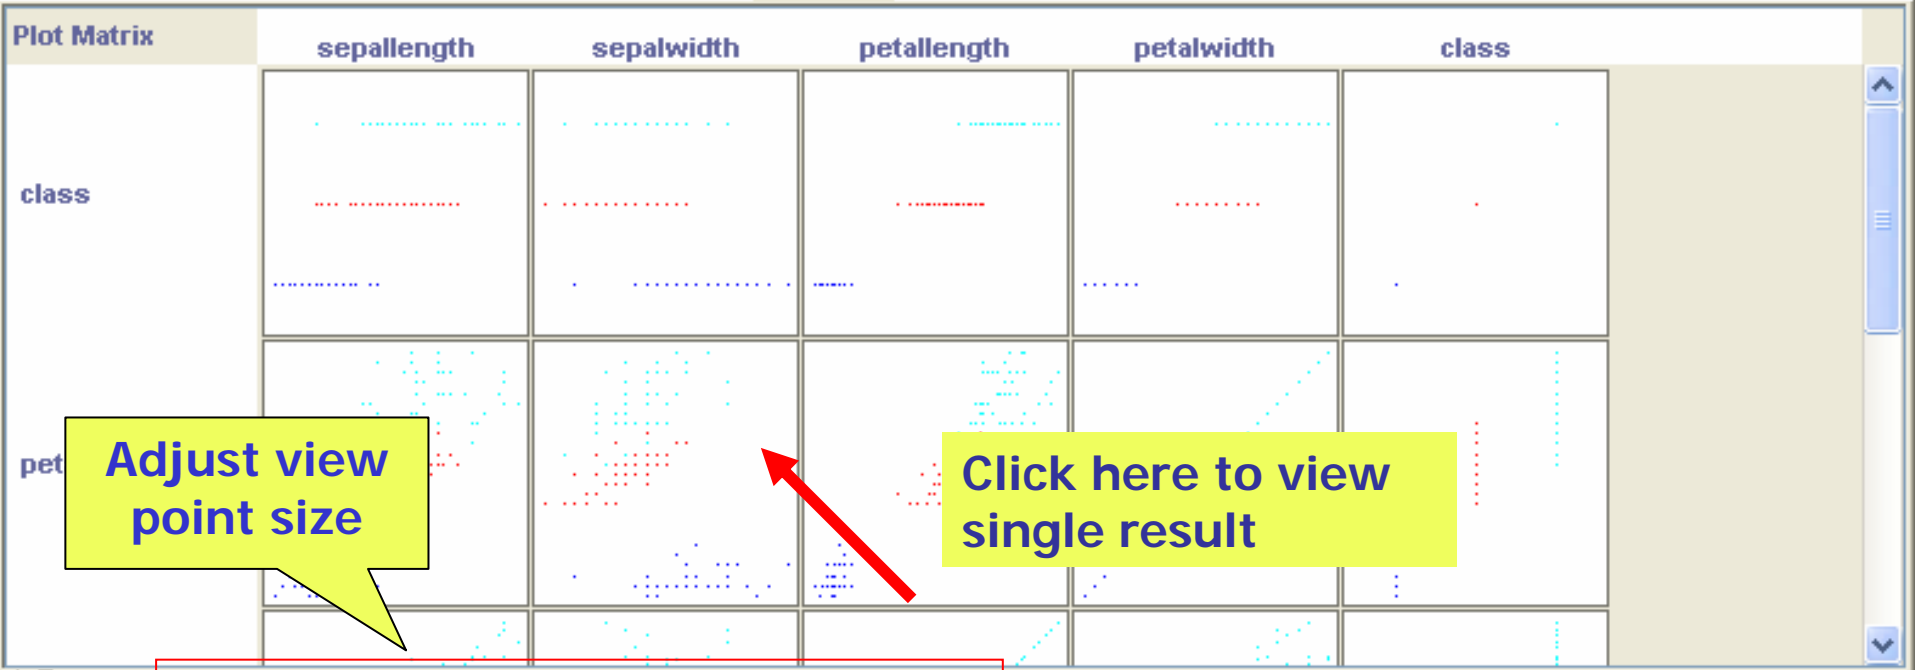 Plot Matrix
sepallength sepalwidth petallength petalwidth class
class
pet
Adjust view
point size
Click here to view
single result